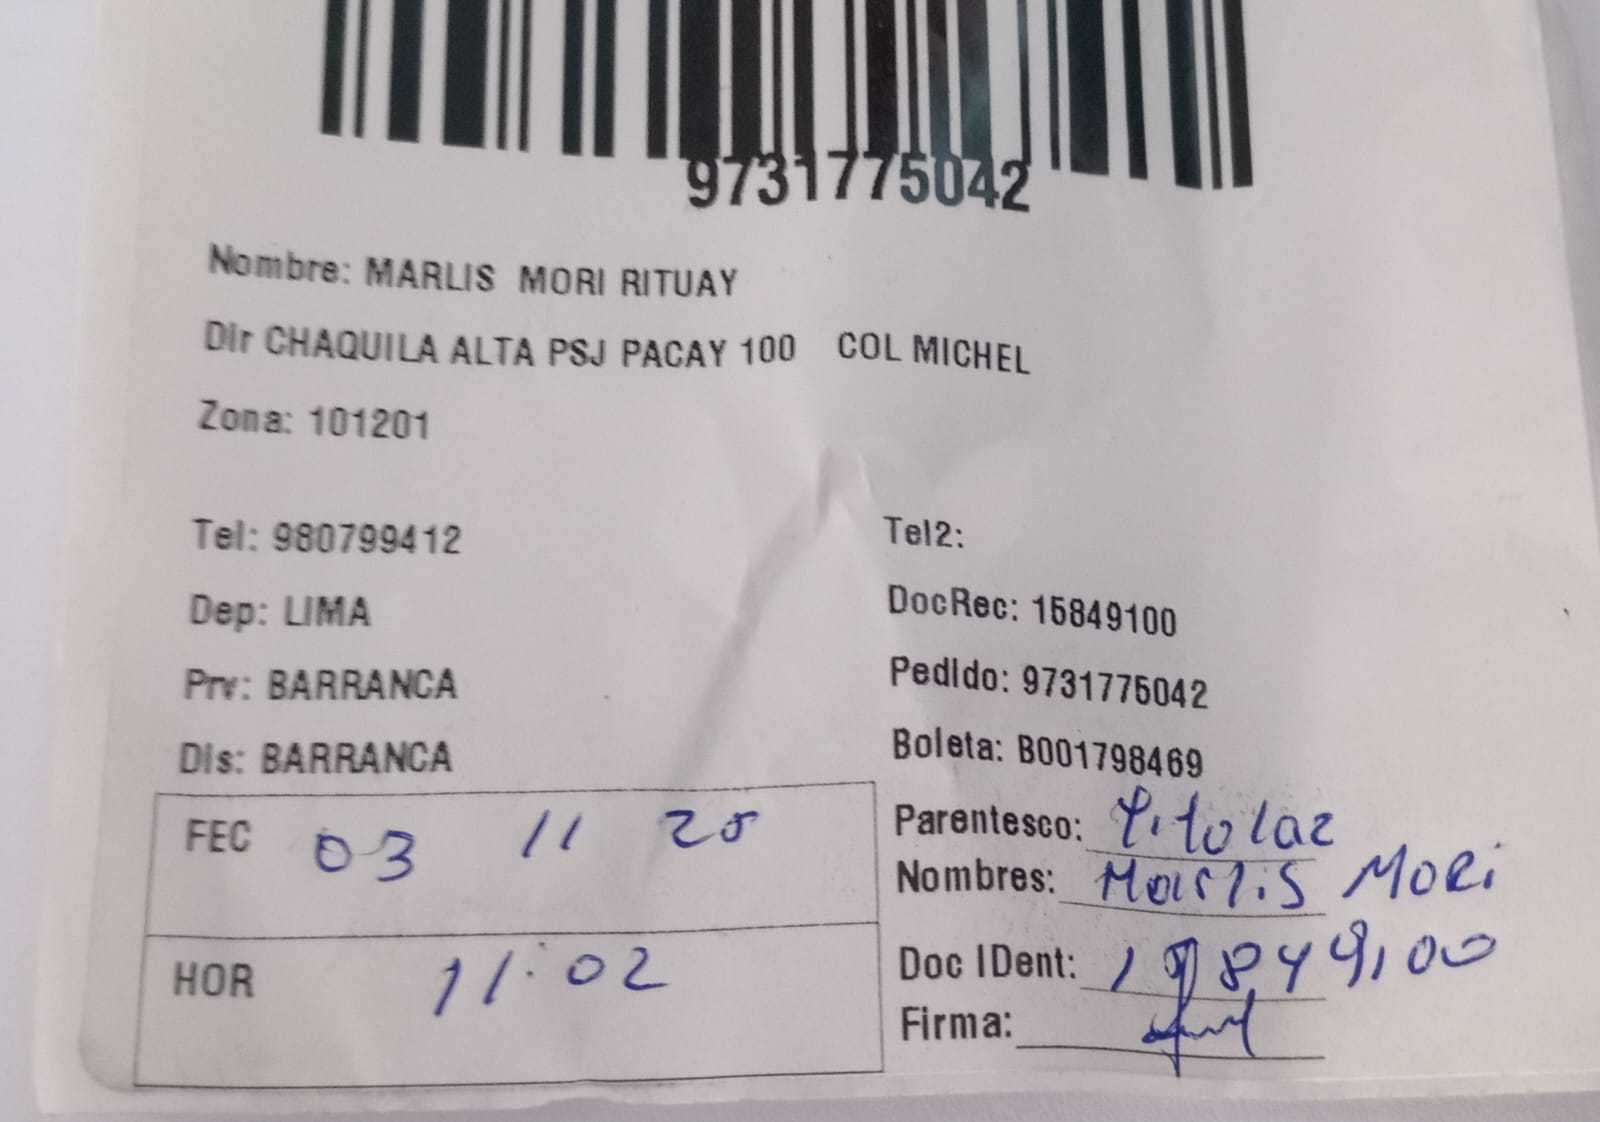 9731775042
Nombre: MARLIS MORI RITUAY
Dir CHAQUILA ALTA PSJ PACAY 100 COL MICHEL
Zona: 101201
Tel: 980799412 Tel2:
Dep: LIMA DocRec: 15849100
Prv: BARRANCA Pedido: 9731775042
Dis: BARRANCA Boleta: B001798469
FEC 03 11 25
Parentesco: Titolar
Nombres: Marlis MORi
HOR 11:02
Doc IDent:
Firma: